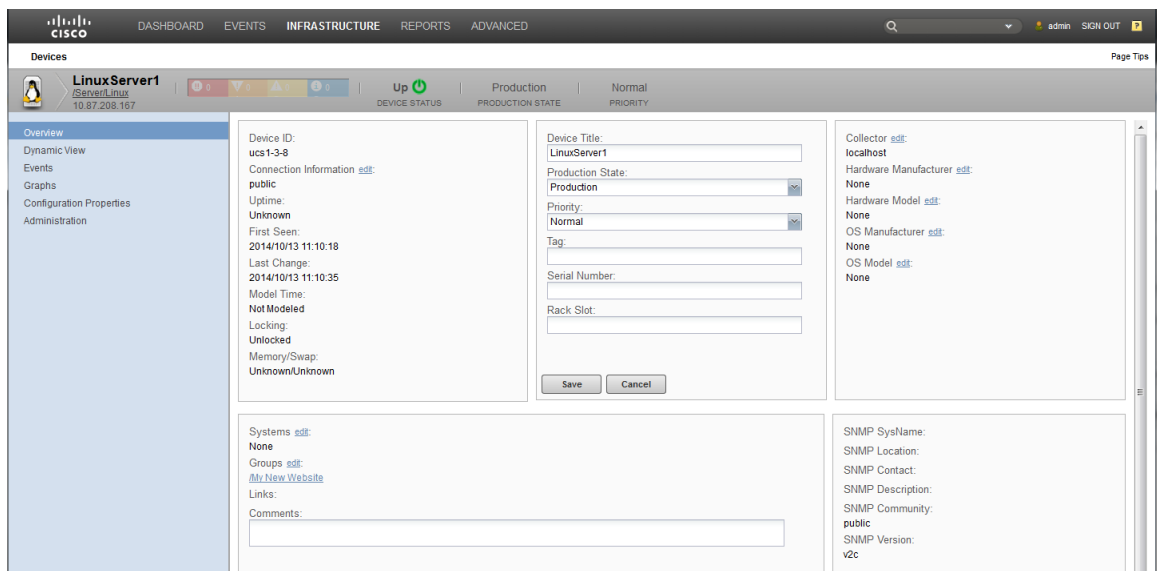 CISCO DASHBOARD EVENTS INFRASTRUCTURE REPORTS ADVANCED admin SIGN OUT ?
Devices Page Tips
LinuxServer1
/Server/Linux
10.87.208.167
0 0
Up
DEVICE STATUS
Production
PRODUCTION STATE
Normal
PRIORITY
Overview
Dynamic View
Events
Graphs
Configuration Properties
Administration
Device ID:
ucs1-3-8
Connection Information edit:
public
Uptime:
Unknown
First Seen:
2014/10/13 11:10:18
Last Change:
2014/10/13 11:10:35
Model Time:
Not Modeled
Locking:
Unlocked
Memory/Swap:
Unknown/Unknown
Device Title:
LinuxServer1
Production State:
Production
Priority:
Normal
Tag:
Serial Number:
Rack Slot:
Save Cancel
Collector edit:
localhost
Hardware Manufacturer edit:
None
Hardware Model edit:
None
OS Manufacturer edit:
None
OS Model edit:
None
Systems edit:
None
Groups edit:
/My New Website
Links:
Comments:
SNMP SysName:
SNMP Location:
SNMP Contact:
SNMP Description:
SNMP Community:
public
SNMP Version:
v2c